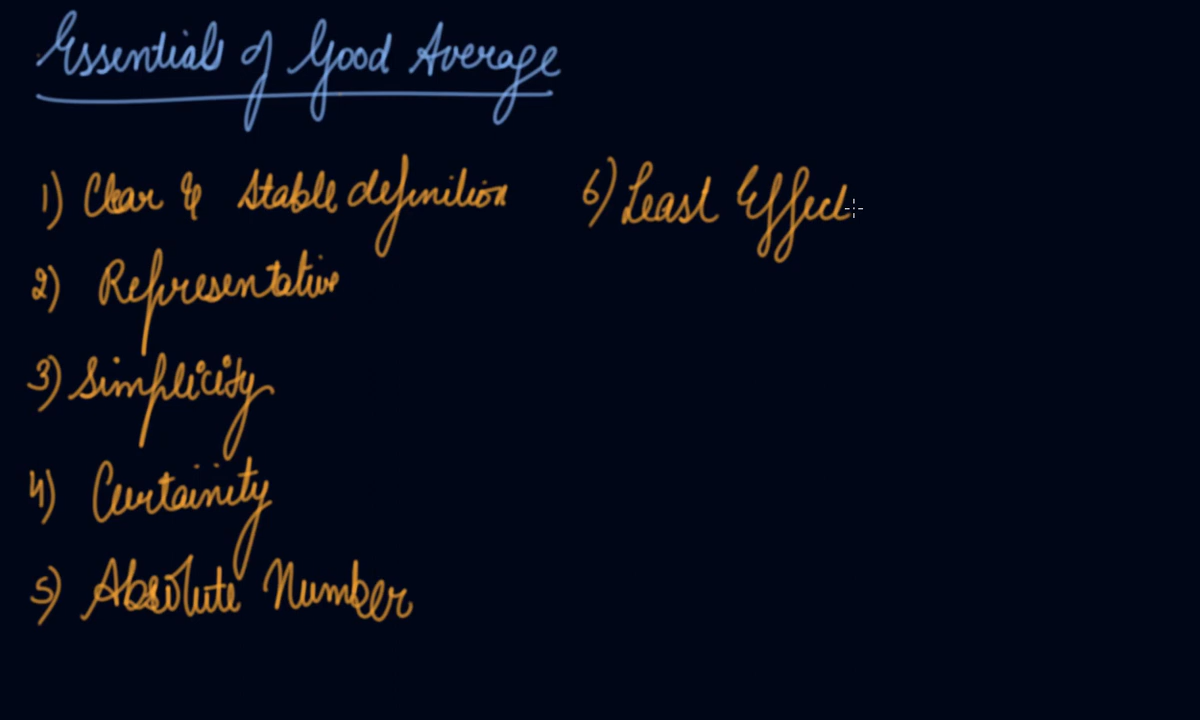 Essentials of Good Average
1) Clear & Stable definition
2) Representative
3) Simplicity
4) Certainity
5) Absolute Number
6) Least Effect